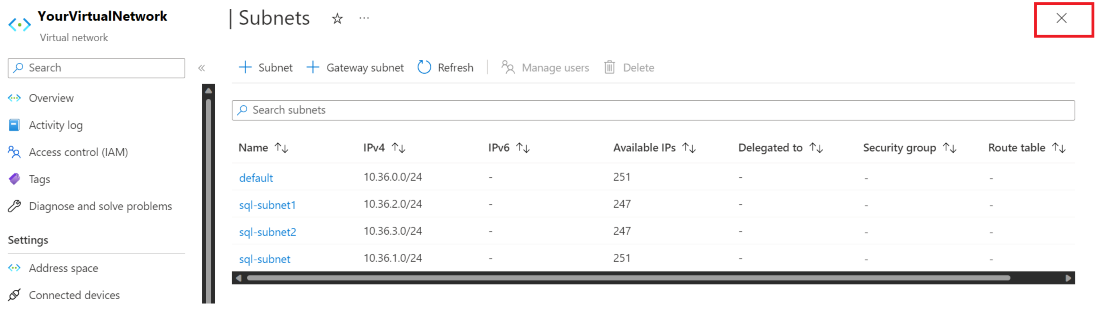 YourVirtualNetwork
Virtual network
| Subnets ☆ ...
Search
«
+ Subnet + Gateway subnet Refresh | Manage users Delete
Overview
Activity log
Access control (IAM)
Tags
Diagnose and solve problems
Settings
Address space
Connected devices
Search subnets
Name ↑↓ IPv4 ↑↓ IPv6 ↑↓ Available IPs ↑↓ Delegated to ↑↓ Security group ↑↓ Route table ↑↓
default 10.36.0.0/24 - 251 - - -
sql-subnet1 10.36.2.0/24 - 247 - - -
sql-subnet2 10.36.3.0/24 - 247 - - -
sql-subnet 10.36.1.0/24 - 251 - - -